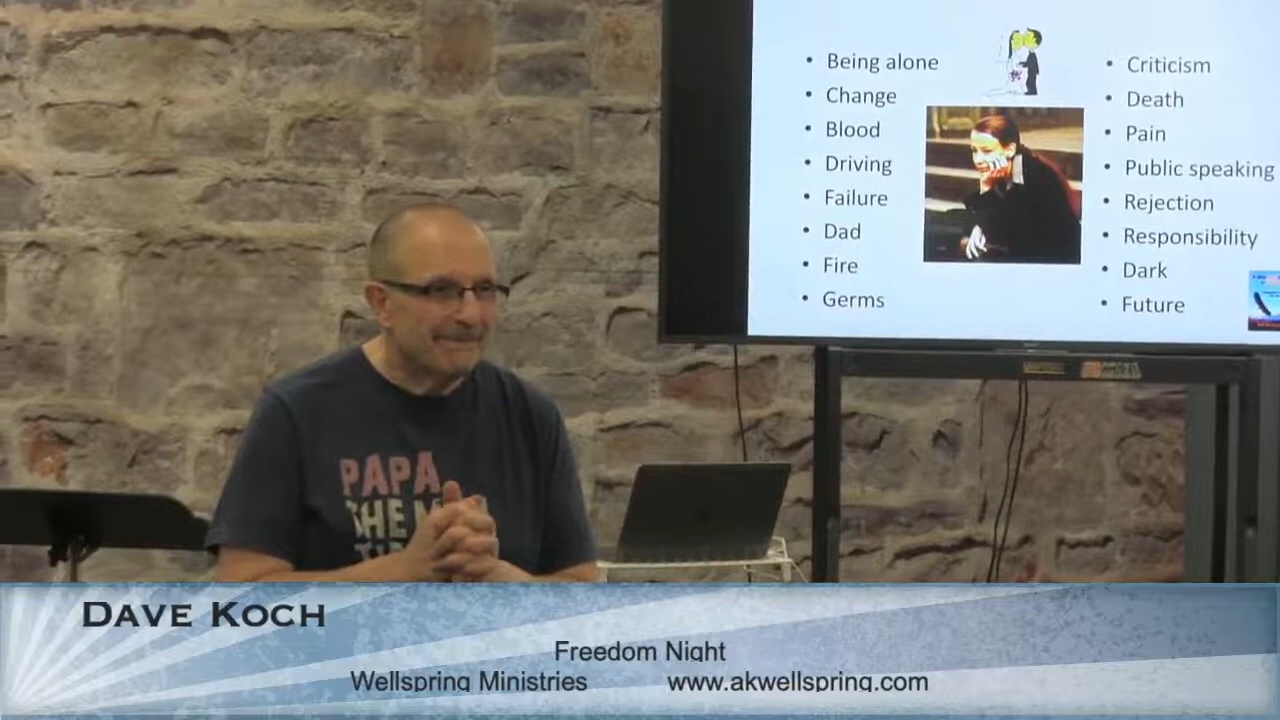 Being alone
Change
Blood
Driving
Failure
Dad
Fire
Germs
Criticism
Death
Pain
Public speaking
Rejection
Responsibility
Dark
Future
PAPA
DAVE KOCH
Freedom Night
Wellspring Ministries www.akwellspring.com